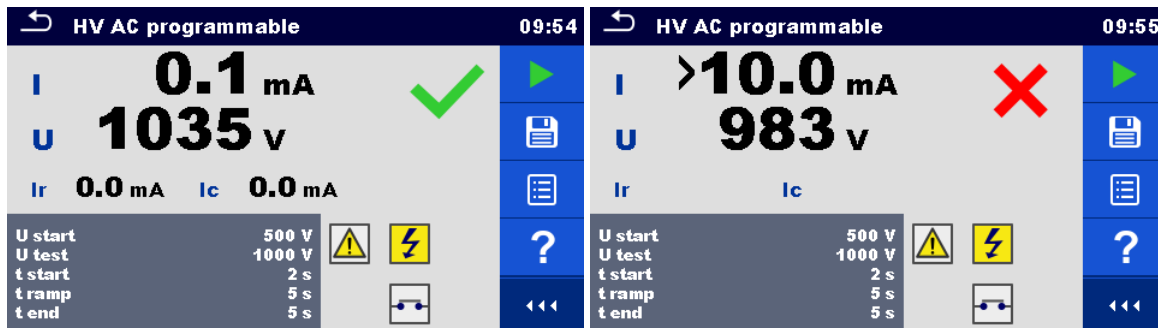 HV AC programmable 09:54
I 0.1 mA
U 1035 V
Ir 0.0 mA Ic 0.0 mA
U start 500 V
U test 1000 V
t start 2 s
t ramp 5 s
t end 5 s
?
HV AC programmable 09:55
I >10.0 mA
U 983 V
Ir Ic
U start 500 V
U test 1000 V
t start 2 s
t ramp 5 s
t end 5 s
?